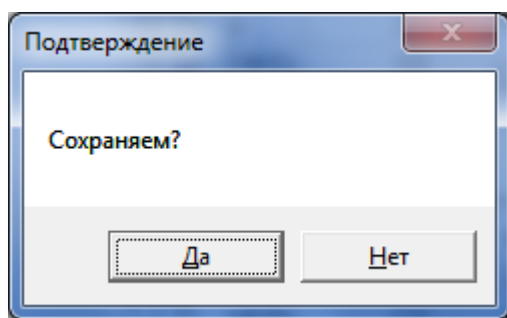 Подтверждение
Сохраняем?
Да
Нет